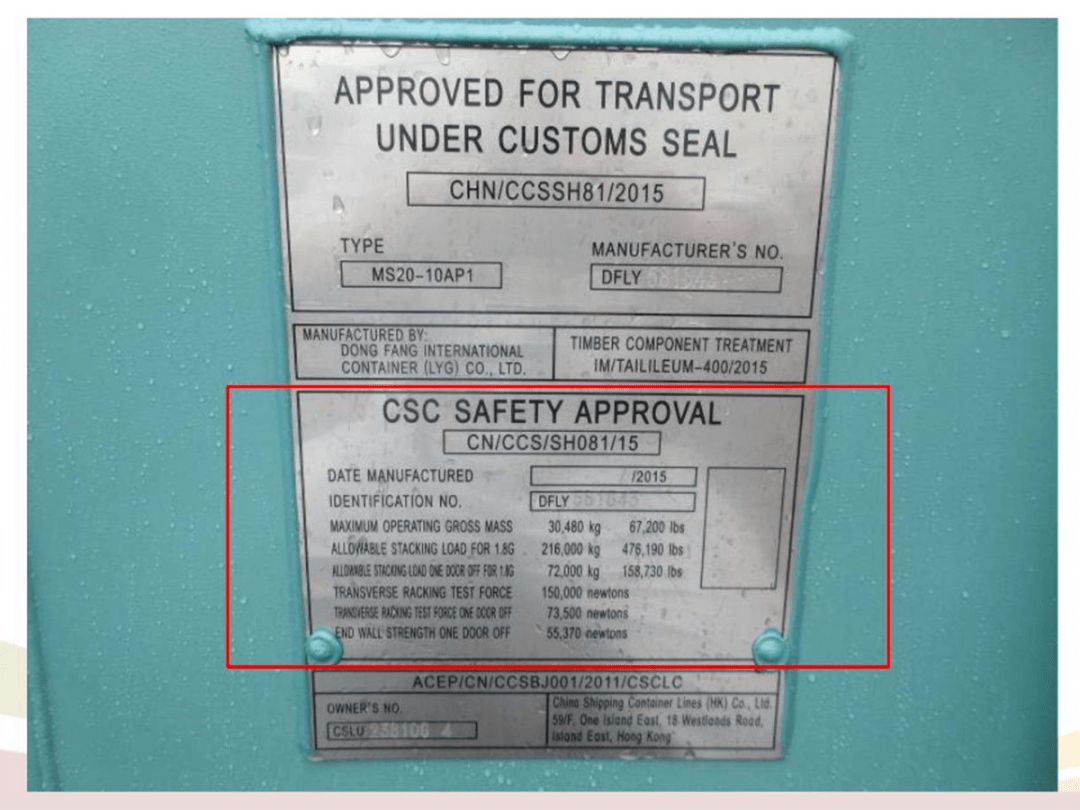 APPROVED FOR TRANSPORT
UNDER CUSTOMS SEAL
CHN/CCSSH81/2015
TYPE
MS20-10AP1
MANUFACTURER'S NO.
DFLY
MANUFACTURED BY:
DONG FANG INTERNATIONAL
CONTAINER (LYG) CO., LTD.
TIMBER COMPONENT TREATMENT
IM/TAILILEUM-400/2015
CSC SAFETY APPROVAL
CN/CCS/SH081/15
DATE MANUFACTURED /2015
IDENTIFICATION NO. DFLY
MAXIMUM OPERATING GROSS MASS 30,480 kg 67,200 lbs
ALLOWABLE STACKING LOAD FOR 1.8G 216,000 kg 476,190 lbs
ALLOWABLE STACKING LOAD ONE DOOR OFF FOR 1.8G 72,000 kg 158,730 lbs
TRANSVERSE RACKING TEST FORCE 150,000 newtons
TRANSVERSE RACKING TEST FORCE ONE DOOR OFF 73,500 newtons
END WALL STRENGTH ONE DOOR OFF 55,370 newtons
ACEP/CN/CCSBJ001/2011/CSCLC
OWNER'S NO.
CSLU 4
China Shipping Container Lines (HK) Co., Ltd.
59/F, One Island East, 18 Westlands Road,
Island East, Hong Kong